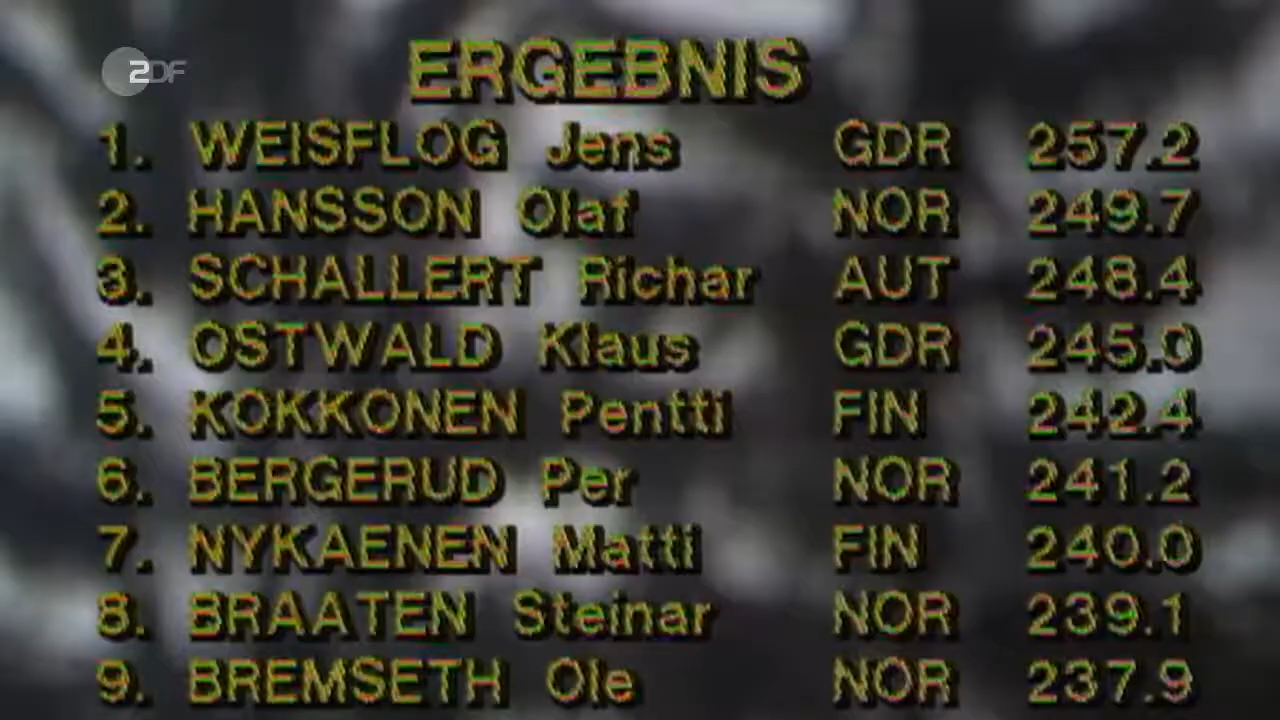 ZDF
ERGEBNIS
1. WEISFLOG Jens GDR 257.2
2. HANSSON Olaf NOR 249.7
3. SCHALLERT Richar AUT 248.4
4. OSTWALD Klaus GDR 245.0
5. KOKKONEN Pentti FIN 242.4
6. BERGERUD Per NOR 241.2
7. NYKAENEN Matti FIN 240.0
8. BRAATEN Steinar NOR 239.1
9. BREMSETH Ole NOR 237.9